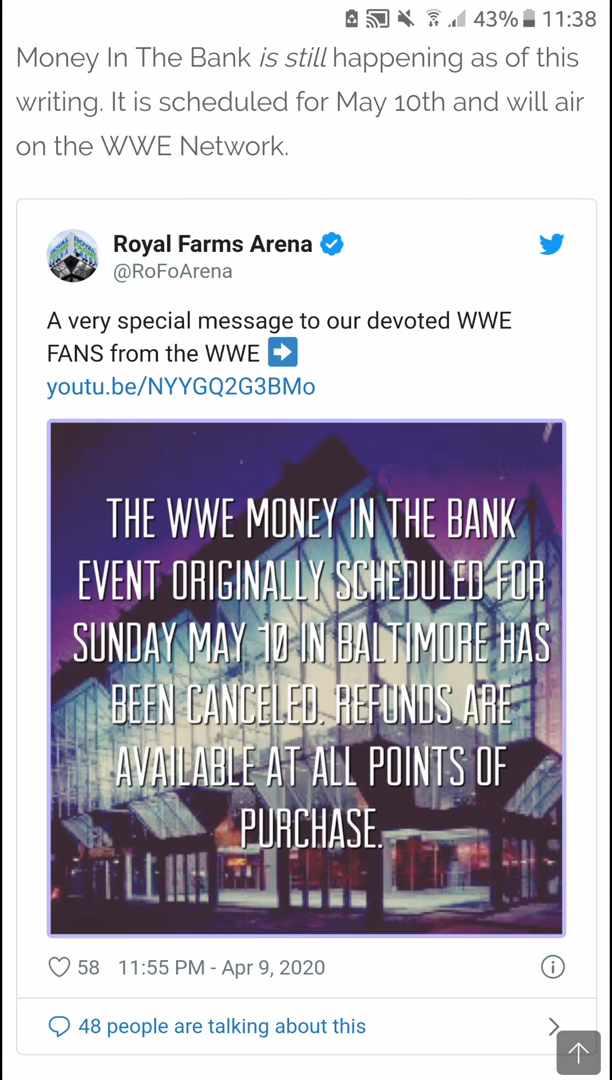 43% 11:38
Money In The Bank is still happening as of this
writing. It is scheduled for May 10th and will air
on the WWE Network.
Royal Farms Arena
@RoFoArena
A very special message to our devoted WWE
FANS from the WWE ➡
youtu.be/NYYGQ2G3BMo
THE WWE MONEY IN THE BANK
EVENT ORIGINALLY SCHEDULED FOR
SUNDAY MAY 10 IN BALTIMORE HAS
BEEN CANCELED. REFUNDS ARE
AVAILABLE AT ALL POINTS OF
PURCHASE.
58 11:55 PM - Apr 9, 2020
48 people are talking about this